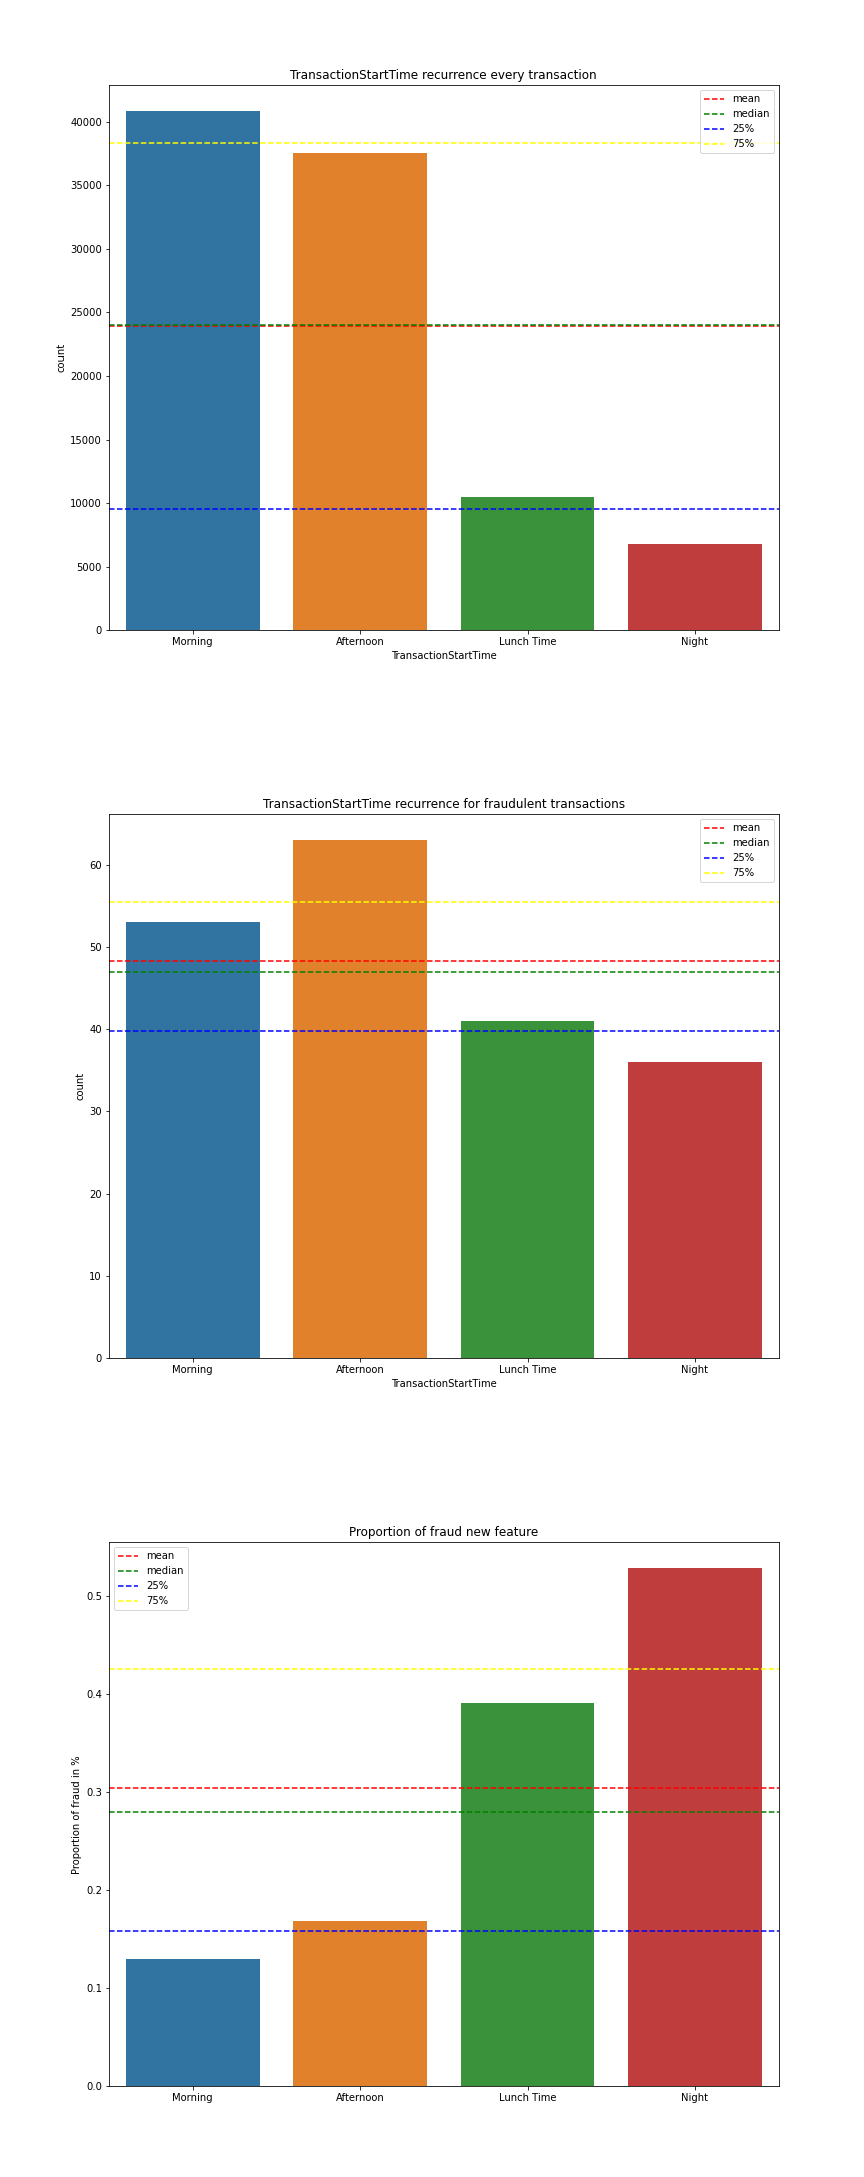 TransactionStartTime recurrence every transaction
mean
median
25%
75%
40000
35000
30000
25000
20000
15000
10000
5000
0
count
Morning Afternoon Lunch Time Night
TransactionStartTime
TransactionStartTime recurrence for fraudulent transactions
mean
median
25%
75%
60
50
40
30
20
10
0
count
Morning Afternoon Lunch Time Night
TransactionStartTime
Proportion of fraud new feature
mean
median
25%
75%
0.5
0.4
0.3
0.2
0.1
0.0
Proportion of fraud in %
Morning Afternoon Lunch Time Night